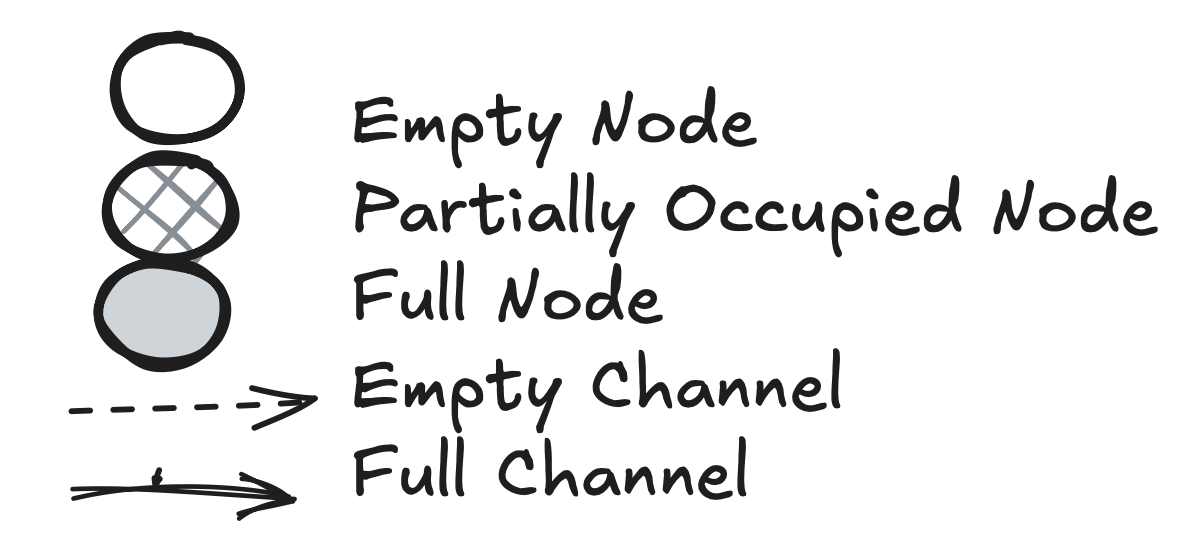 Empty Node
Partially Occupied Node
Full Node
Empty Channel
Full Channel